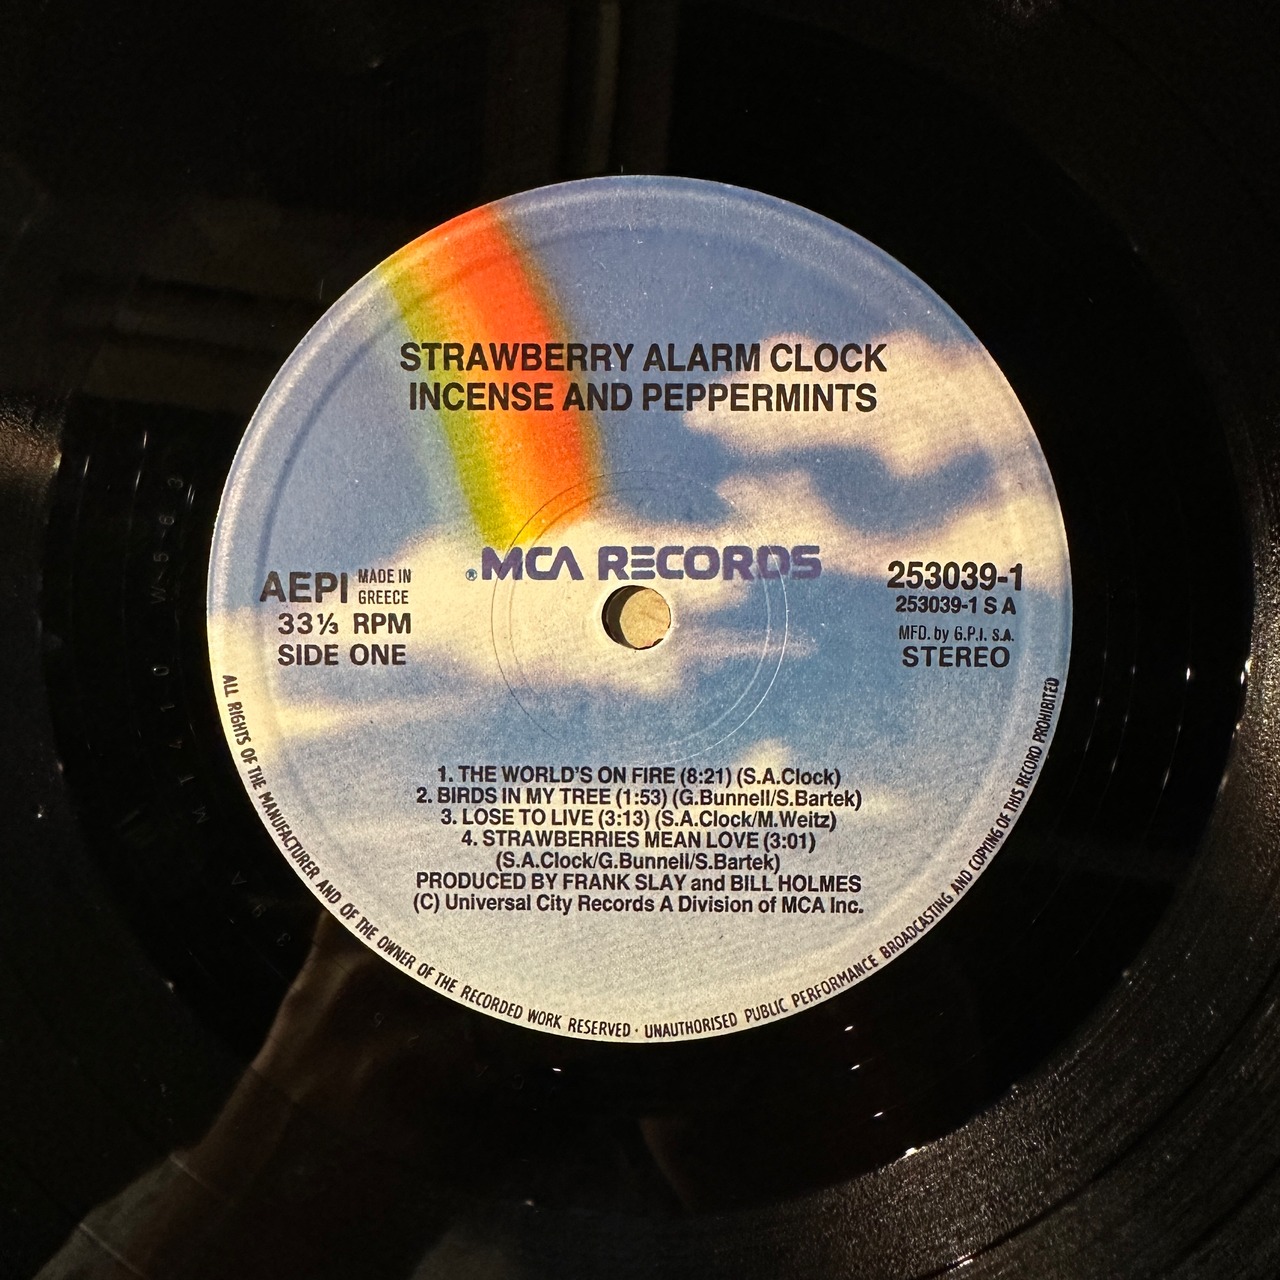 STRAWBERRY ALARM CLOCK
INCENSE AND PEPPERMINTS
®MCA RECORDS
AEPI MADE IN GREECE
33⅓ RPM
SIDE ONE
253039-1
253039-1 S A
MFD. by G.P.I. S.A.
STEREO
1. THE WORLD'S ON FIRE (8:21) (S.A.Clock)
2. BIRDS IN MY TREE (1:53) (G.Bunnell/S.Bartek)
3. LOSE TO LIVE (3:13) (S.A.Clock/M.Weitz)
4. STRAWBERRIES MEAN LOVE (3:01)
(S.A.Clock/G.Bunnell/S.Bartek)
PRODUCED BY FRANK SLAY and BILL HOLMES
(C) Universal City Records A Division of MCA Inc.
ALL RIGHTS OF THE MANUFACTURER AND OF THE OWNER OF THE RECORDED WORK RESERVED · UNAUTHORISED PUBLIC PERFORMANCE BROADCASTING AND COPYING OF THIS RECORD PROHIBITED